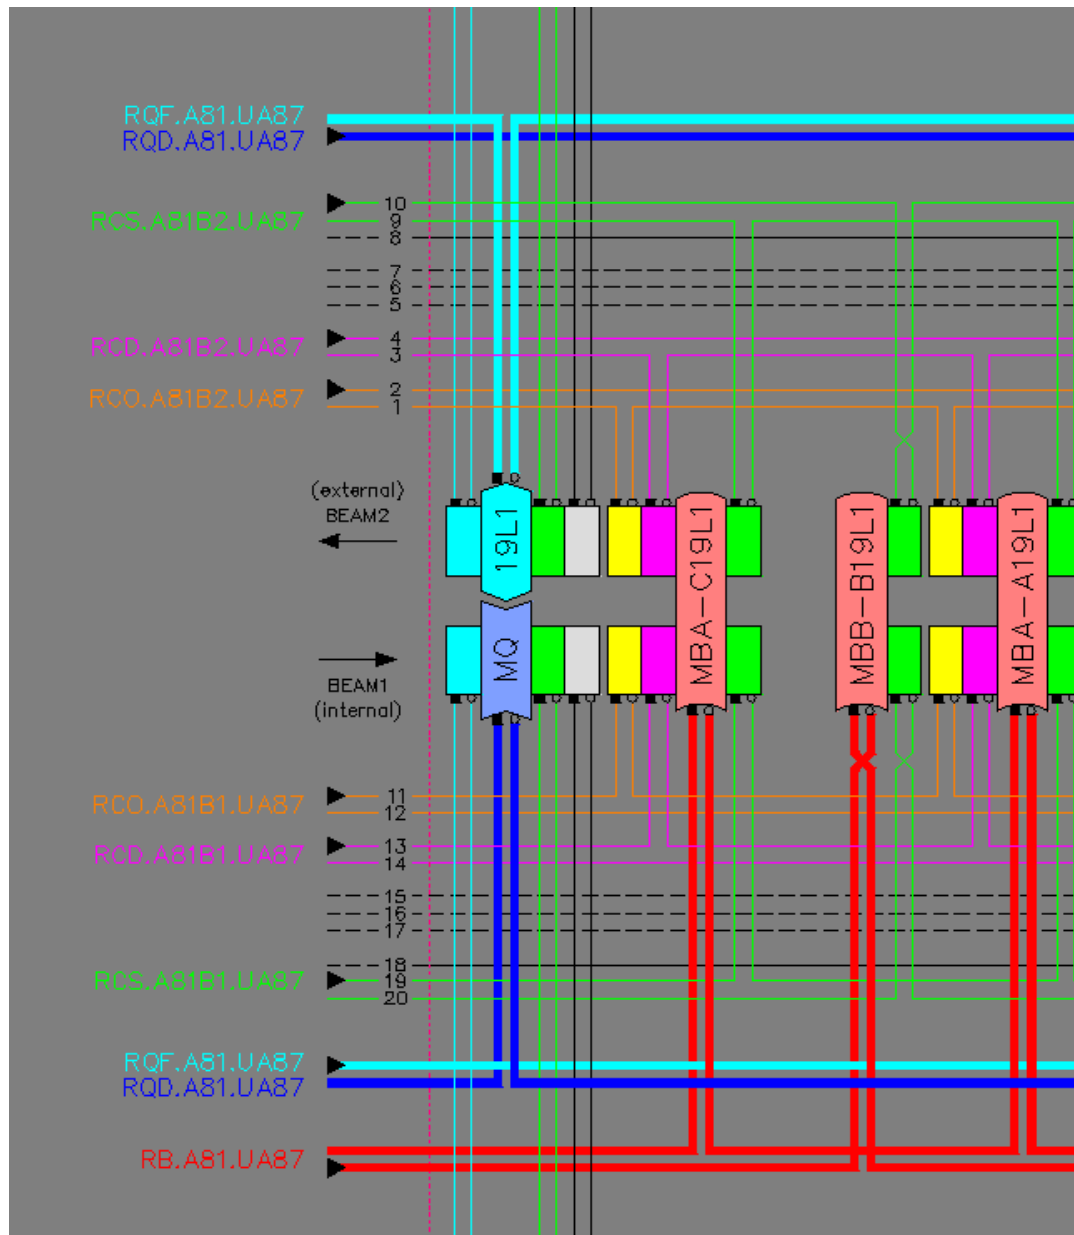 RQF.A81.UA87
RQD.A81.UA87
10
RCS.A81B2.UA87
9
8
7
6
5
4
RCD.A81B2.UA87
3
2
RCO.A81B2.UA87
1
(external)
BEAM2
19L1
MQ
MBA-C19L1
MBB-B19L1
MBA-A19L1
BEAM1
(internal)
11
RCO.A81B1.UA87
12
13
RCD.A81B1.UA87
14
15
16
17
18
RCS.A81B1.UA87
19
20
RQF.A81.UA87
RQD.A81.UA87
RB.A81.UA87